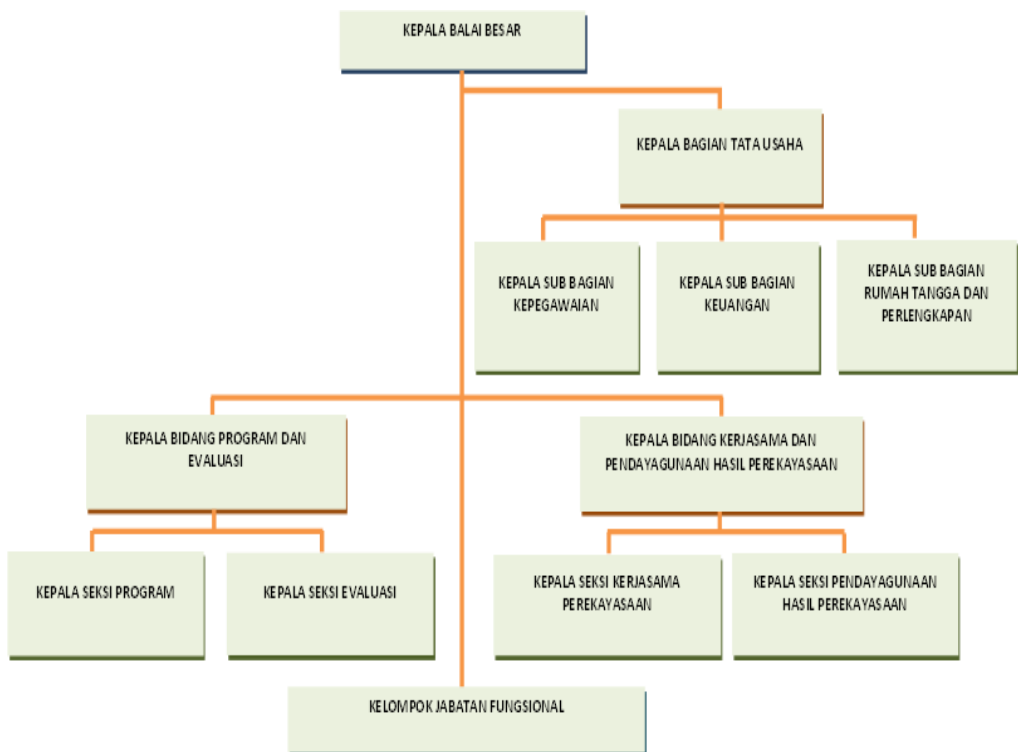 KEPALA BALAI BESAR
KEPALA BAGIAN TATA USAHA
KEPALA SUB BAGIAN
KEPEGAWAIAN
KEPALA SUB BAGIAN
KEUANGAN
KEPALA SUB BAGIAN
RUMAH TANGGA DAN
PERLENGKAPAN
KEPALA BIDANG PROGRAM DAN
EVALUASI
KEPALA BIDANG KERJASAMA DAN
PENDAYAGUNAAN HASIL PEREKAYASAAN
KEPALA SEKSI PROGRAM
KEPALA SEKSI EVALUASI
KEPALA SEKSI KERJASAMA
PEREKAYASAAN
KEPALA SEKSI PENDAYAGUNAAN
HASIL PEREKAYASAAN
KELOMPOK JABATAN FUNGSIONAL